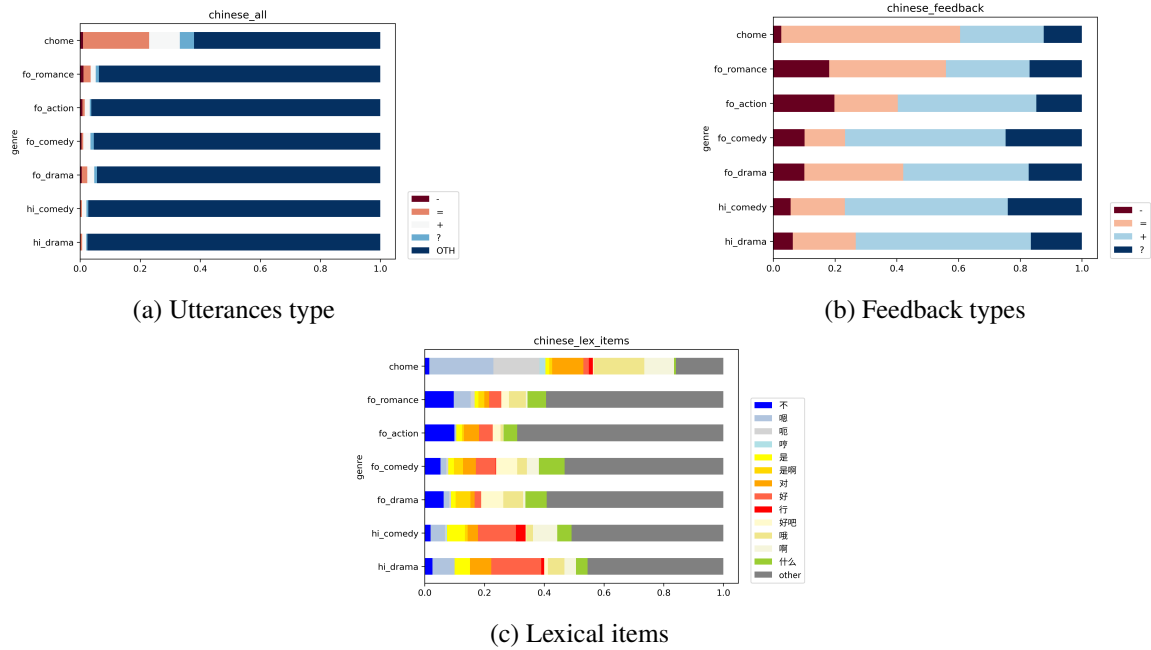 chinese_all
genre
chome
fo_romance
fo_action
fo_comedy
fo_drama
hi_comedy
hi_drama
0.0 0.2 0.4 0.6 0.8 1.0
-
=
+
?
OTH
(a) Utterances type
chinese_feedback
genre
chome
fo_romance
fo_action
fo_comedy
fo_drama
hi_comedy
hi_drama
0.0 0.2 0.4 0.6 0.8 1.0
-
=
+
?
(b) Feedback types
chinese_lex_items
genre
chome
fo_romance
fo_action
fo_comedy
fo_drama
hi_comedy
hi_drama
0.0 0.2 0.4 0.6 0.8 1.0
不
嗯
呃
哼
是
是啊
对
好
行
好吧
哦
啊
什么
other
(c) Lexical items